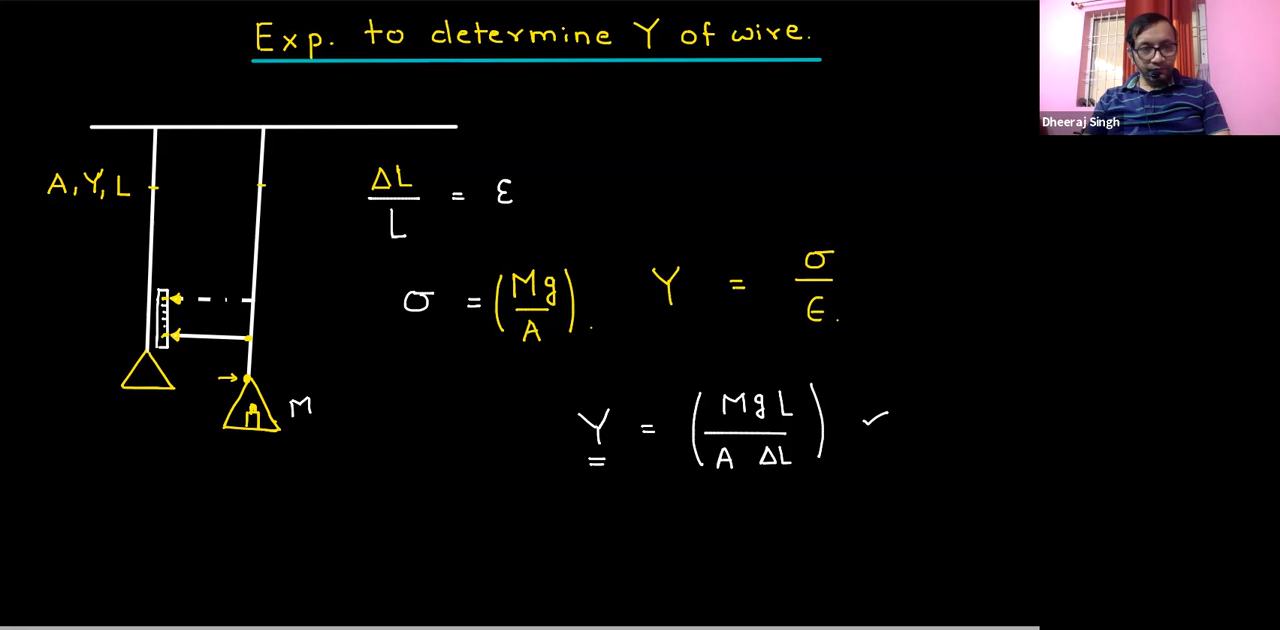 Exp. to determine Y of wire.
Dheeraj Singh
A, Y, L
ΔL / L = ε
σ = (Mg / A). Y = σ / ε.
M
Y = (MgL / A ΔL) ✓